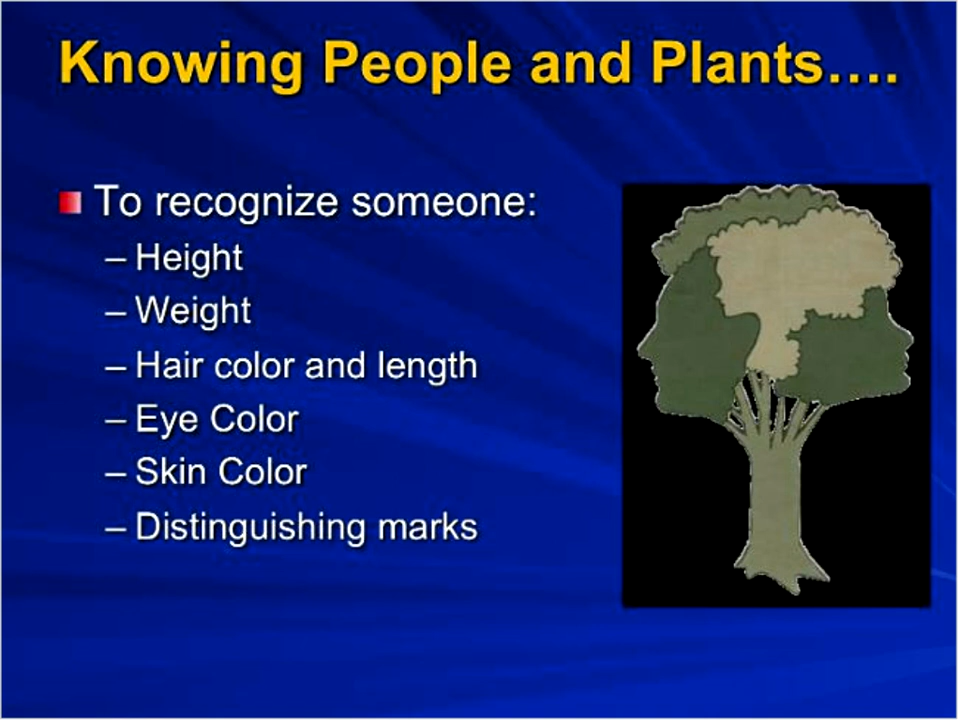 Knowing People and Plants….
To recognize someone:
– Height
– Weight
– Hair color and length
– Eye Color
– Skin Color
– Distinguishing marks